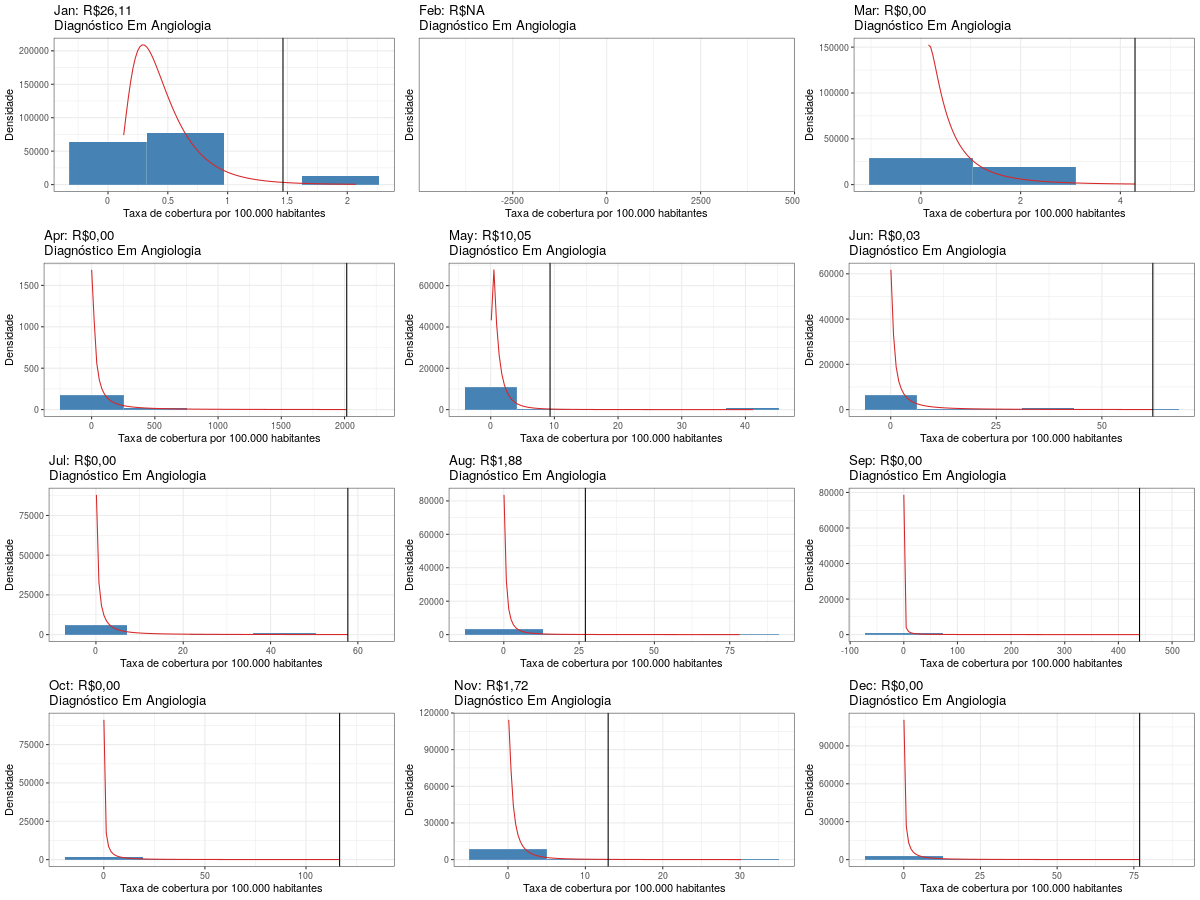 Jan: R$26,11
Diagnóstico Em Angiologia
Densidade
200000
150000
100000
50000
0
0
0.5
1
1.5
2
Taxa de cobertura por 100.000 habitantes
Feb: R$NA
Diagnóstico Em Angiologia
Densidade
-2500
0
2500
500
Taxa de cobertura por 100.000 habitantes
Mar: R$0,00
Diagnóstico Em Angiologia
Densidade
150000
100000
50000
0
0
2
4
Taxa de cobertura por 100.000 habitantes
Apr: R$0,00
Diagnóstico Em Angiologia
Densidade
1500
1000
500
0
0
500
1000
1500
2000
Taxa de cobertura por 100.000 habitantes
May: R$10,05
Diagnóstico Em Angiologia
Densidade
60000
40000
20000
0
0
10
20
30
40
Taxa de cobertura por 100.000 habitantes
Jun: R$0,03
Diagnóstico Em Angiologia
Densidade
60000
40000
20000
0
0
25
50
Taxa de cobertura por 100.000 habitantes
Jul: R$0,00
Diagnóstico Em Angiologia
Densidade
75000
50000
25000
0
0
20
40
60
Taxa de cobertura por 100.000 habitantes
Aug: R$1,88
Diagnóstico Em Angiologia
Densidade
80000
60000
40000
20000
0
0
25
50
75
Taxa de cobertura por 100.000 habitantes
Sep: R$0,00
Diagnóstico Em Angiologia
Densidade
80000
60000
40000
20000
0
-100
0
100
200
300
400
500
Taxa de cobertura por 100.000 habitantes
Oct: R$0,00
Diagnóstico Em Angiologia
Densidade
75000
50000
25000
0
0
50
100
Taxa de cobertura por 100.000 habitantes
Nov: R$1,72
Diagnóstico Em Angiologia
Densidade
120000
90000
60000
30000
0
0
10
20
30
Taxa de cobertura por 100.000 habitantes
Dec: R$0,00
Diagnóstico Em Angiologia
Densidade
90000
60000
30000
0
0
25
50
75
Taxa de cobertura por 100.000 habitantes